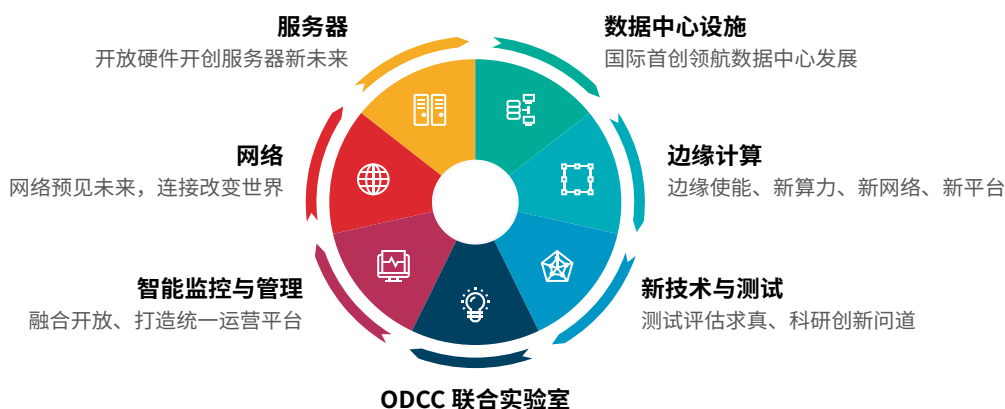 服务器
开放硬件开创服务器新未来
数据中心设施
国际首创领航数据中心发展
网络
网络预见未来，连接改变世界
边缘计算
边缘使能、新算力、新网络、新平台
智能监控与管理
融合开放、打造统一运营平台
新技术与测试
测试评估求真、科研创新问道
ODCC 联合实验室